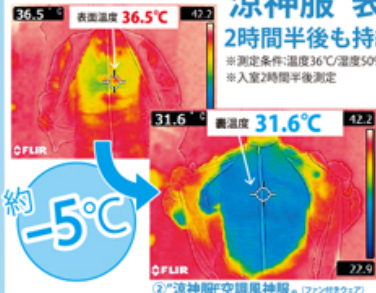 涼神服 表
2時間半後も持
※測定条件:温度36℃/湿度50%
※入室2時間半後測定
36.5
表面温度 36.5℃
42.2
FLIR
31.6
裏温度 31.6℃
42.2
約
-5℃
22.9
FLIR
②"涼神服®空調風神服® (ファン付きウェア)